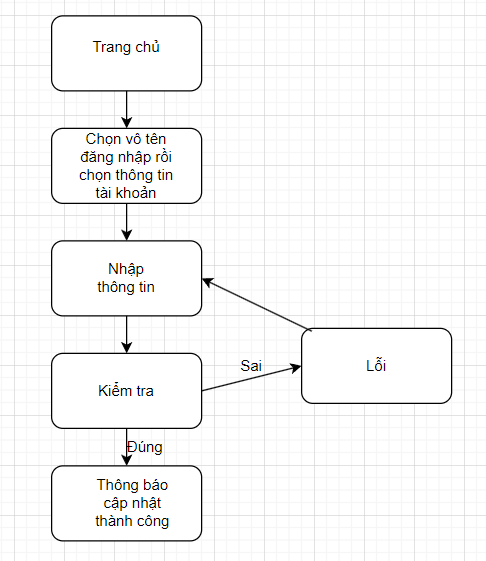 Trang chủ
Chọn vô tên
đăng nhập rồi
chọn thông tin
tài khoản
Nhập
thông tin
Kiểm tra
Sai
Lỗi
Đúng
Thông báo
cập nhật
thành công